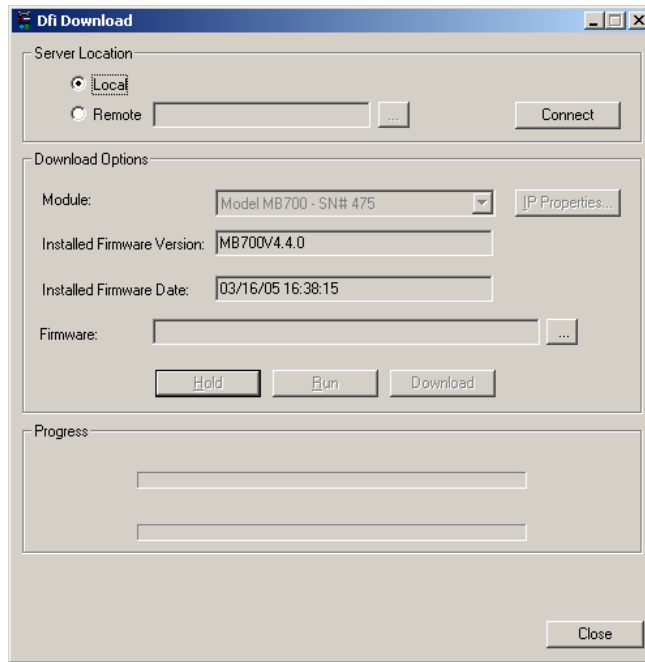 Dfi Download
Server Location
Local
Remote ...
Connect
Download Options
Module: Model MB700 - SN# 475 IP Properties...
Installed Firmware Version: MB700V4.4.0
Installed Firmware Date: 03/16/05 16:38:15
Firmware: ...
Hold Run Download
Progress
Close